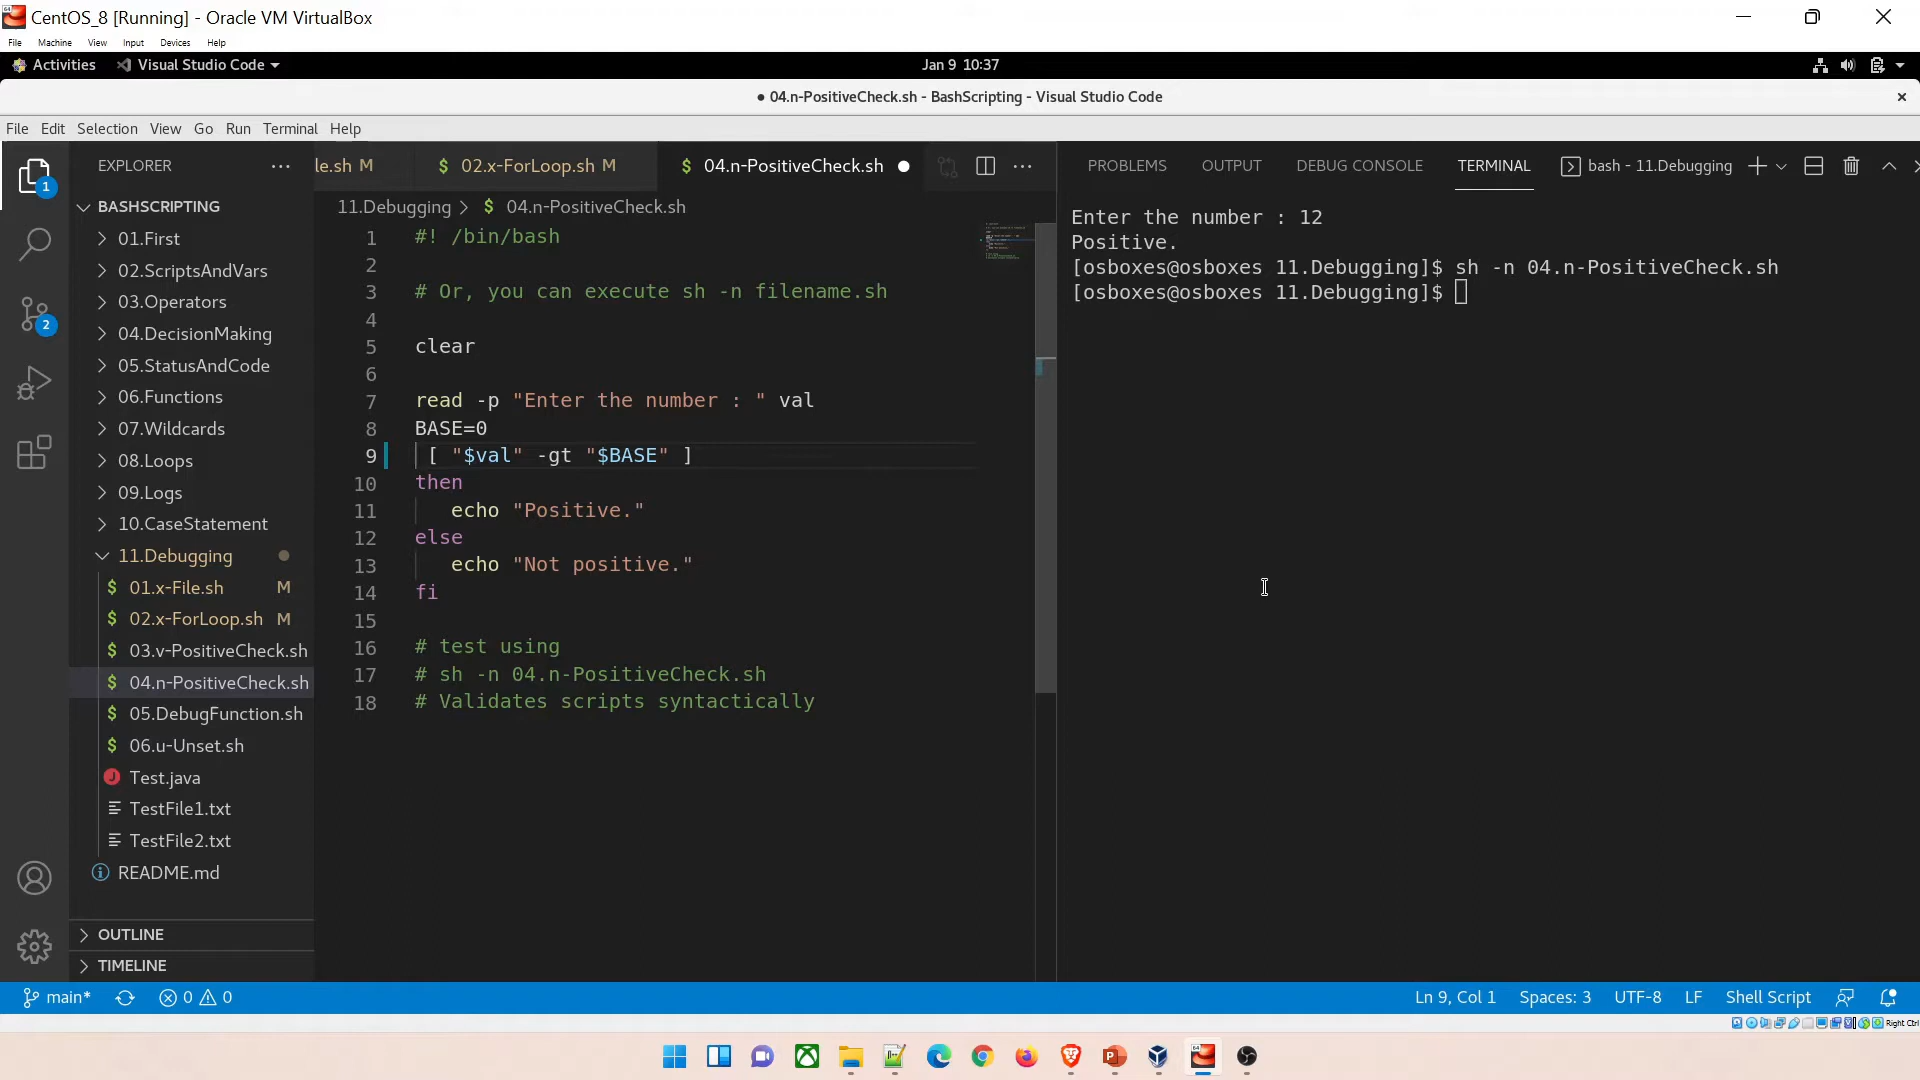 CentOS_8 [Running] - Oracle VM VirtualBox
File Machine View Input Devices Help
Activities Visual Studio Code Jan 9 10:37
● 04.n-PositiveCheck.sh - BashScripting - Visual Studio Code
File Edit Selection View Go Run Terminal Help
EXPLORER
BASHSCRIPTING
01.First
02.ScriptsAndVars
03.Operators
04.DecisionMaking
05.StatusAndCode
06.Functions
07.Wildcards
08.Loops
09.Logs
10.CaseStatement
11.Debugging
$ 01.x-File.sh M
$ 02.x-ForLoop.sh M
$ 03.v-PositiveCheck.sh
$ 04.n-PositiveCheck.sh
$ 05.DebugFunction.sh
$ 06.u-Unset.sh
J Test.java
TestFile1.txt
TestFile2.txt
README.md
OUTLINE
TIMELINE
1
2
le.sh M $ 02.x-ForLoop.sh M $ 04.n-PositiveCheck.sh
11.Debugging > $ 04.n-PositiveCheck.sh
1 #! /bin/bash
2
3 # Or, you can execute sh -n filename.sh
4
5 clear
6
7 read -p "Enter the number : " val
8 BASE=0
9 [ "$val" -gt "$BASE" ]
10 then
11 echo "Positive."
12 else
13 echo "Not positive."
14 fi
15
16 # test using
17 # sh -n 04.n-PositiveCheck.sh
18 # Validates scripts syntactically
PROBLEMS OUTPUT DEBUG CONSOLE TERMINAL bash - 11.Debugging
Enter the number : 12
Positive.
[osboxes@osboxes 11.Debugging]$ sh -n 04.n-PositiveCheck.sh
[osboxes@osboxes 11.Debugging]$
main* 0 0 Ln 9, Col 1 Spaces: 3 UTF-8 LF Shell Script
Right Ctrl